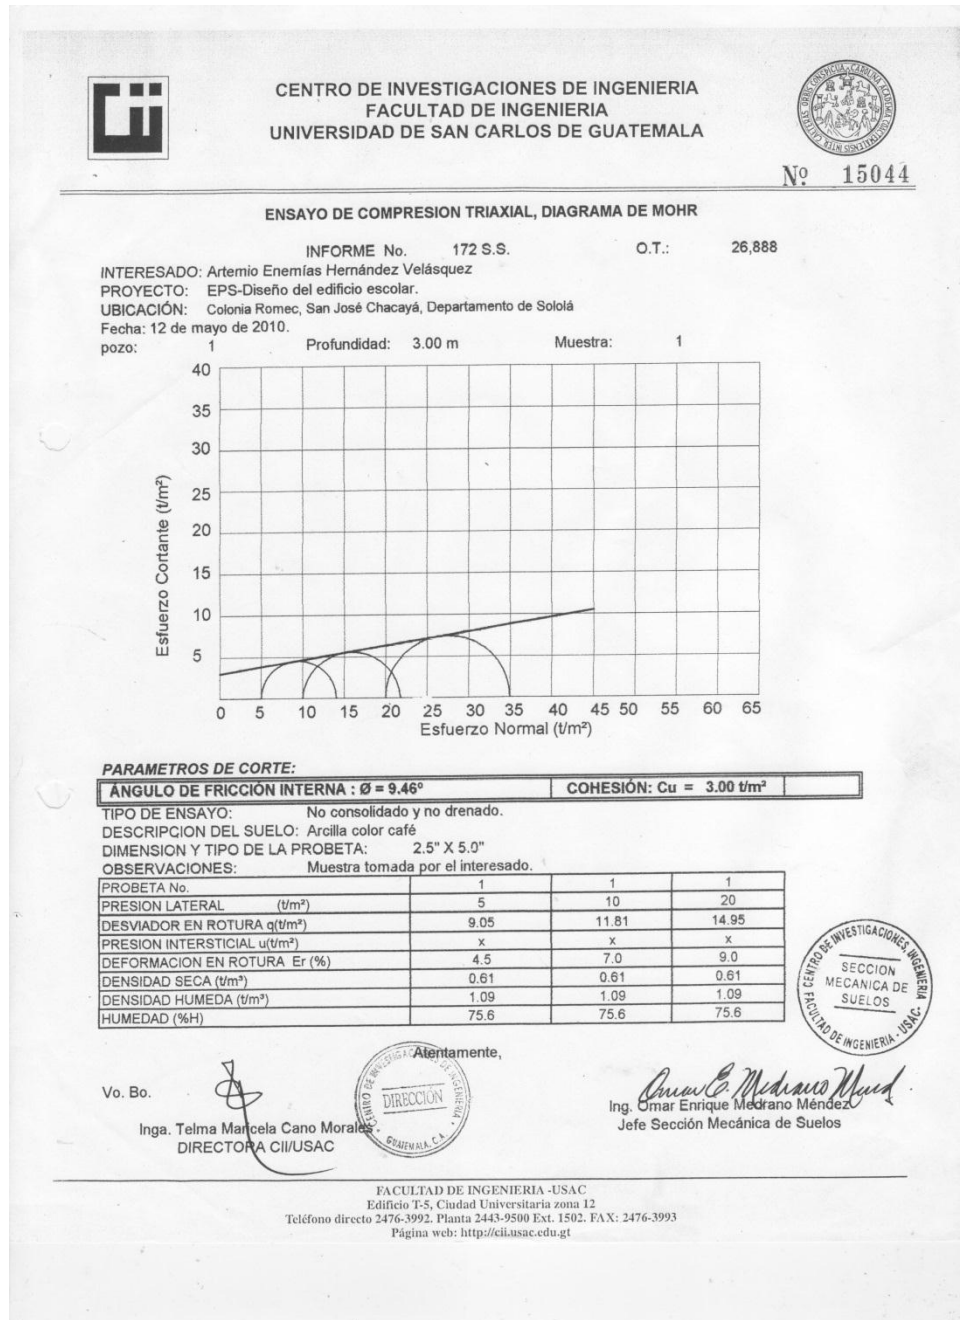 Cii
CENTRO DE INVESTIGACIONES DE INGENIERIA
FACULTAD DE INGENIERIA
UNIVERSIDAD DE SAN CARLOS DE GUATEMALA
Nº 15044
ENSAYO DE COMPRESION TRIAXIAL, DIAGRAMA DE MOHR
INFORME No. 172 S.S. O.T.: 26,888
INTERESADO: Artemio Enemías Hernández Velásquez
PROYECTO: EPS-Diseño del edificio escolar.
UBICACIÓN: Colonia Romec, San José Chacayá, Departamento de Sololá
Fecha: 12 de mayo de 2010.
pozo: 1 Profundidad: 3.00 m Muestra: 1
40
35
30
25
20
15
10
5
Esfuerzo Cortante (t/m²)
0 5 10 15 20 25 30 35 40 45 50 55 60 65
Esfuerzo Normal (t/m²)
PARAMETROS DE CORTE:
ÁNGULO DE FRICCIÓN INTERNA : Ø = 9.46º COHESIÓN: Cu = 3.00 t/m²
TIPO DE ENSAYO: No consolidado y no drenado.
DESCRIPCION DEL SUELO: Arcilla color café
DIMENSION Y TIPO DE LA PROBETA: 2.5" X 5.0"
OBSERVACIONES: Muestra tomada por el interesado.
PROBETA No. 1 1 1
PRESION LATERAL (t/m²) 5 10 20
DESVIADOR EN ROTURA q(t/m²) 9.05 11.81 14.95
PRESION INTERSTICIAL u(t/m²) x x x
DEFORMACION EN ROTURA Er (%) 4.5 7.0 9.0
DENSIDAD SECA (t/m³) 0.61 0.61 0.61
DENSIDAD HUMEDA (t/m³) 1.09 1.09 1.09
HUMEDAD (%H) 75.6 75.6 75.6
CENTRO DE INVESTIGACIONES, INGENIERIA
SECCION
MECANICA DE
SUELOS
FACULTAD DE INGENIERIA - USAC
Atentamente,
CENTRO DE INVESTIGACIONES DE INGENIERIA
DIRECCIÓN
GUATEMALA, C.A.
Vo. Bo.
Inga. Telma Maricela Cano Morales
DIRECTORA CII/USAC
Ing. Omar Enrique Medrano Méndez
Jefe Sección Mecánica de Suelos
FACULTAD DE INGENIERIA -USAC
Edificio T-5, Ciudad Universitaria zona 12
Teléfono directo 2476-3992. Planta 2443-9500 Ext. 1502. FAX: 2476-3993
Página web: http://cii.usac.edu.gt